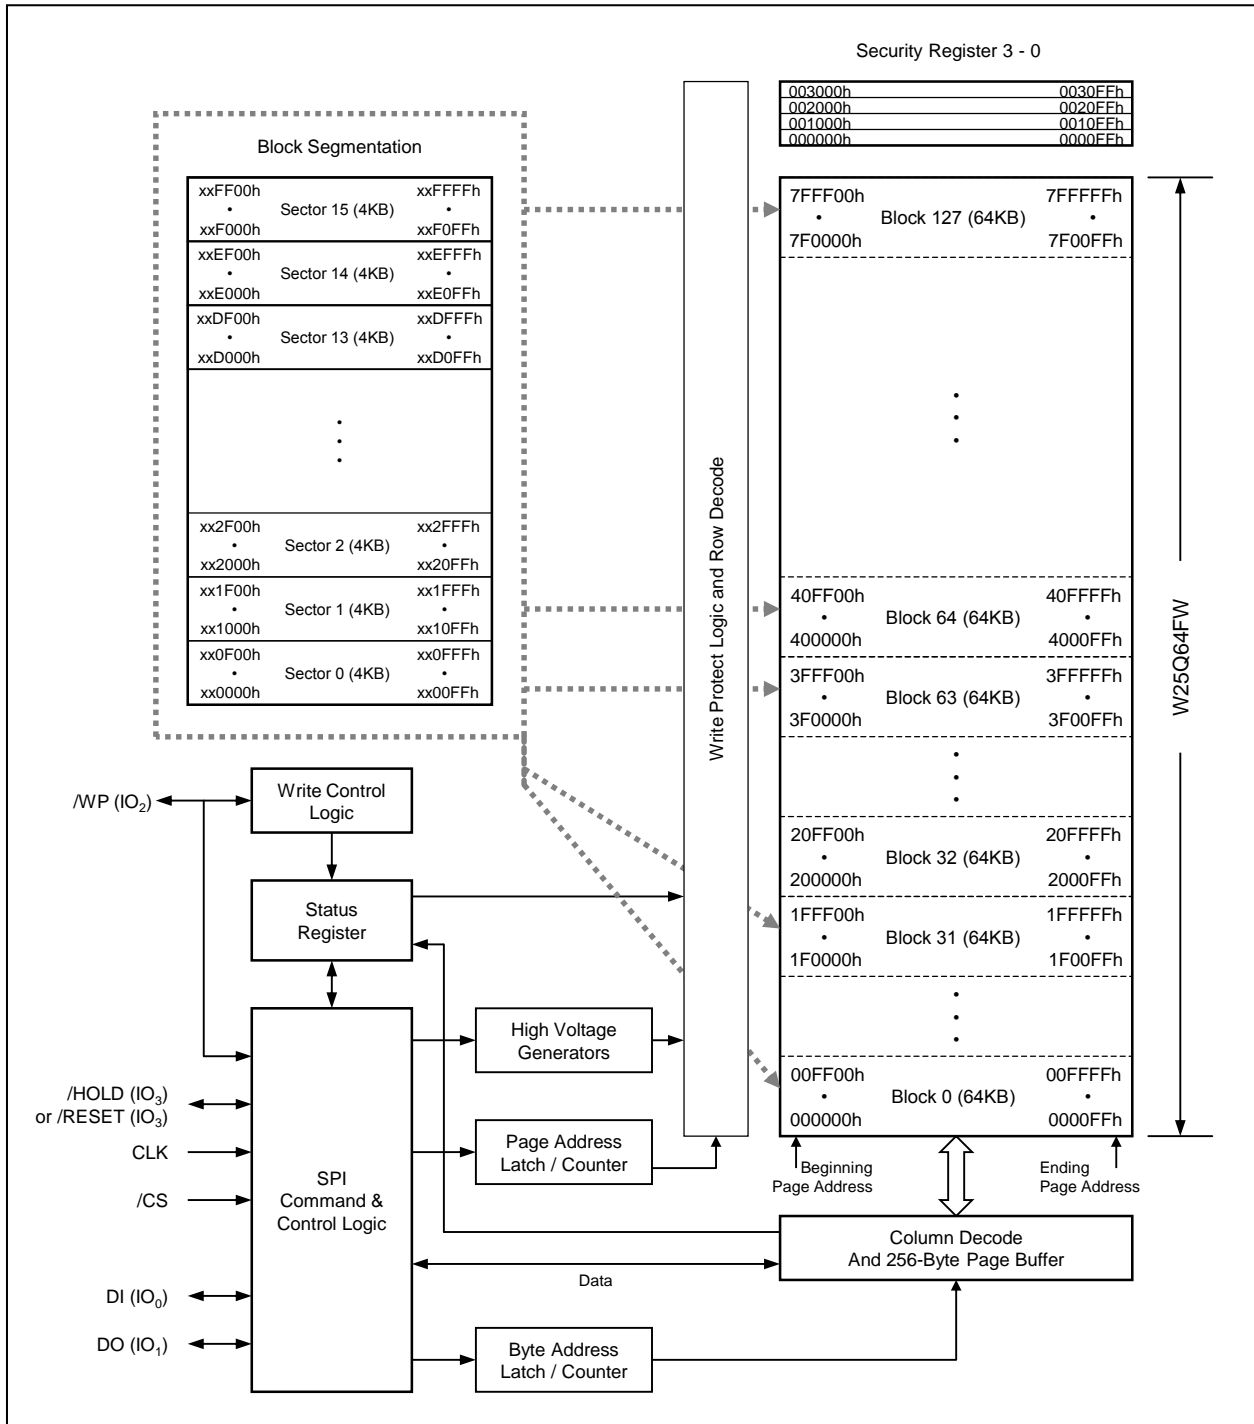 Security Register 3 - 0
003000h 0030FFh
002000h 0020FFh
001000h 0010FFh
000000h 0000FFh
Block Segmentation
xxFF00h xxFFFFh
• Sector 15 (4KB) •
xxF000h xxF0FFh
xxEF00h xxEFFFh
• Sector 14 (4KB) •
xxE000h xxE0FFh
xxDF00h xxDFFFh
• Sector 13 (4KB) •
xxD000h xxD0FFh
xx2F00h xx2FFFh
• Sector 2 (4KB) •
xx2000h xx20FFh
xx1F00h xx1FFFh
• Sector 1 (4KB) •
xx1000h xx10FFh
xx0F00h xx0FFFh
• Sector 0 (4KB) •
xx0000h xx00FFh
Write Protect Logic and Row Decode
7FFF00h 7FFFFFh
• Block 127 (64KB) •
7F0000h 7F00FFh
40FF00h 40FFFFh
• Block 64 (64KB) •
400000h 4000FFh
3FFF00h 3FFFFFh
• Block 63 (64KB) •
3F0000h 3F00FFh
20FF00h 20FFFFh
• Block 32 (64KB) •
200000h 2000FFh
1FFF00h 1FFFFFh
• Block 31 (64KB) •
1F0000h 1F00FFh
00FF00h 00FFFFh
• Block 0 (64KB) •
000000h 0000FFh
W25Q64FW
Beginning
Page Address
Ending
Page Address
/WP (IO₂)
Write Control
Logic
Status
Register
High Voltage
Generators
/HOLD (IO₃)
or /RESET (IO₃)
CLK
/CS
DI (IO₀)
DO (IO₁)
SPI
Command &
Control Logic
Page Address
Latch / Counter
Column Decode
And 256-Byte Page Buffer
Data
Byte Address
Latch / Counter